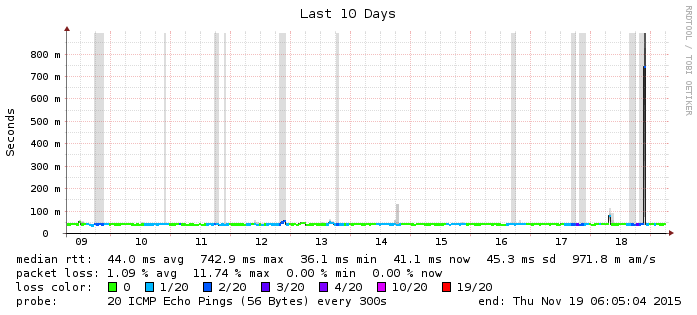 Last 10 Days
RRDTOOL / TOBI OETIKER
Seconds
800 m
700 m
600 m
500 m
400 m
300 m
200 m
100 m
0
09 10 11 12 13 14 15 16 17 18
median rtt: 44.0 ms avg 742.9 ms max 36.1 ms min 41.1 ms now 45.3 ms sd 971.8 m am/s
packet loss: 1.09 % avg 11.74 % max 0.00 % min 0.00 % now
loss color: 0 1/20 2/20 3/20 4/20 10/20 19/20
probe: 20 ICMP Echo Pings (56 Bytes) every 300s end: Thu Nov 19 06:05:04 2015